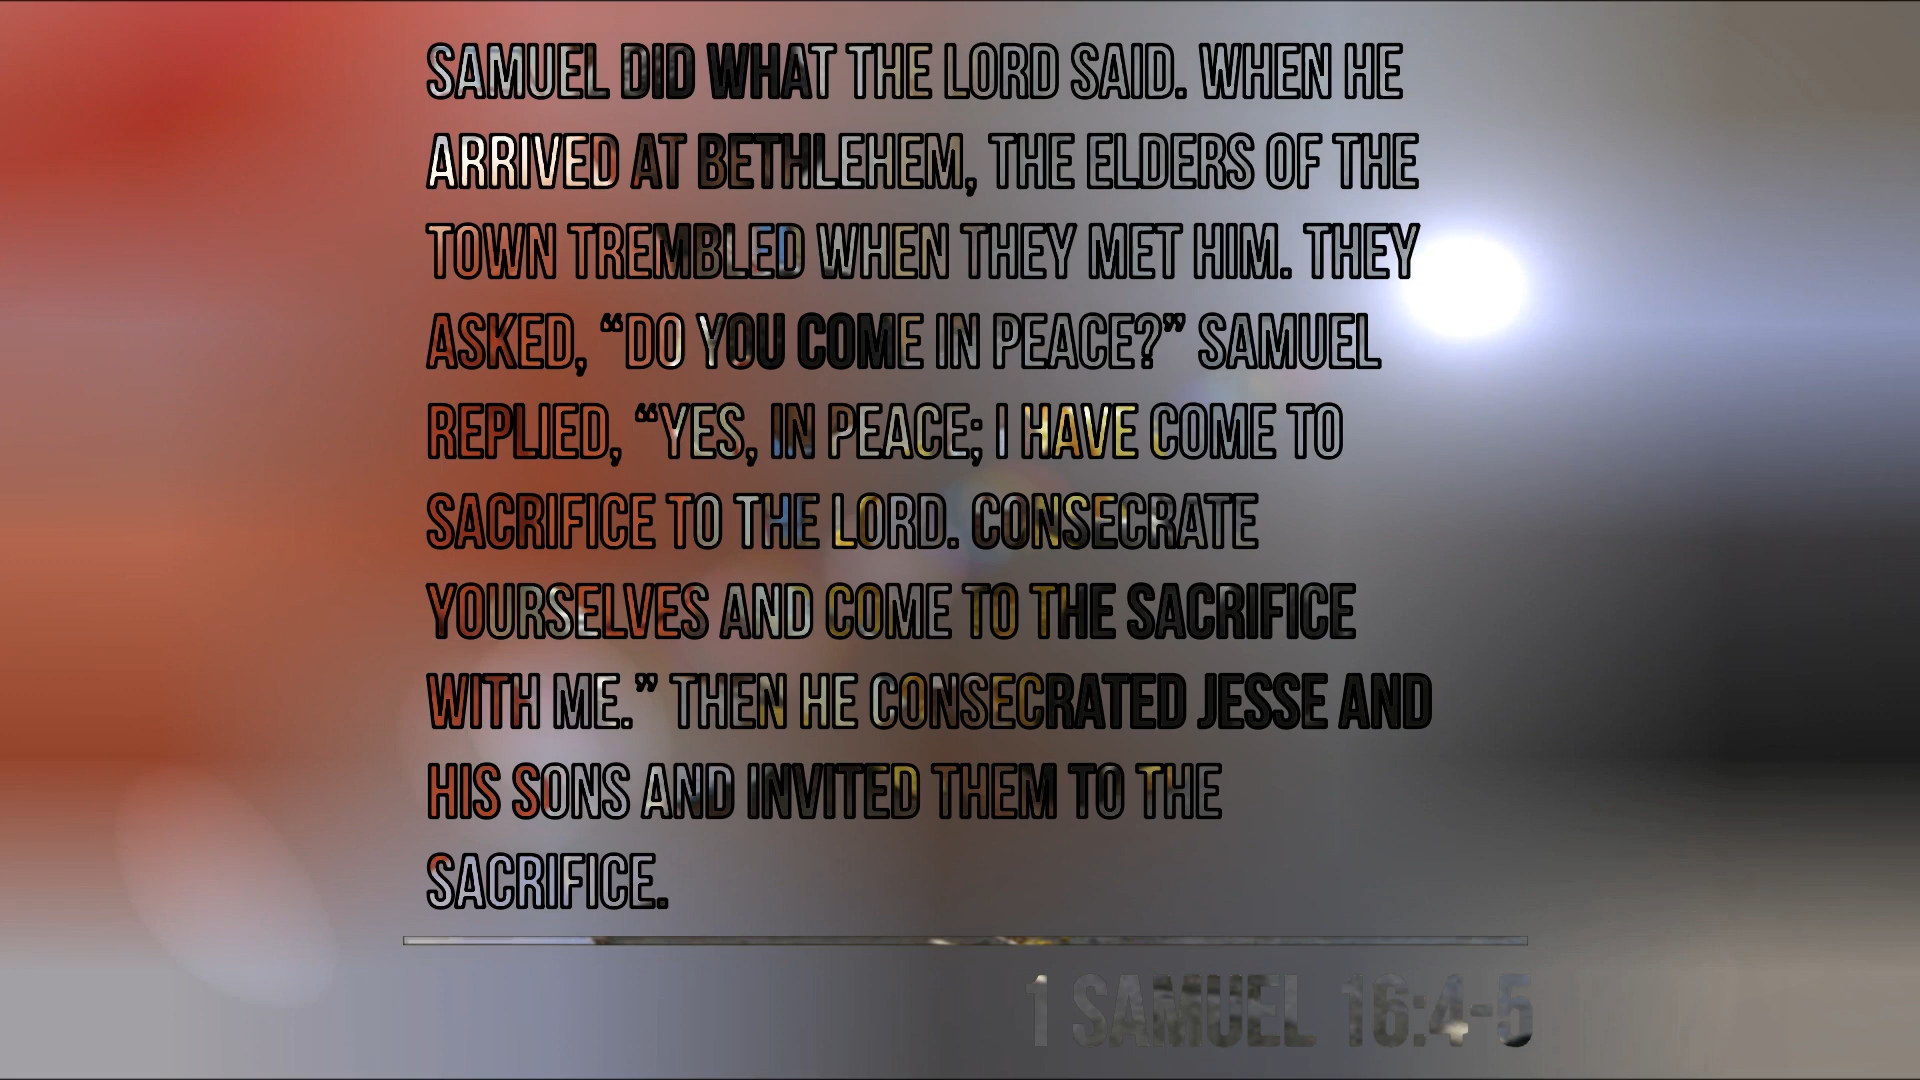 SAMUEL DID WHAT THE LORD SAID. WHEN HE
ARRIVED AT BETHLEHEM, THE ELDERS OF THE
TOWN TREMBLED WHEN THEY MET HIM. THEY
ASKED, “DO YOU COME IN PEACE?” SAMUEL
REPLIED, “YES, IN PEACE; I HAVE COME TO
SACRIFICE TO THE LORD. CONSECRATE
YOURSELVES AND COME TO THE SACRIFICE
WITH ME.” THEN HE CONSECRATED JESSE AND
HIS SONS AND INVITED THEM TO THE
SACRIFICE.
1 SAMUEL 16:4-5